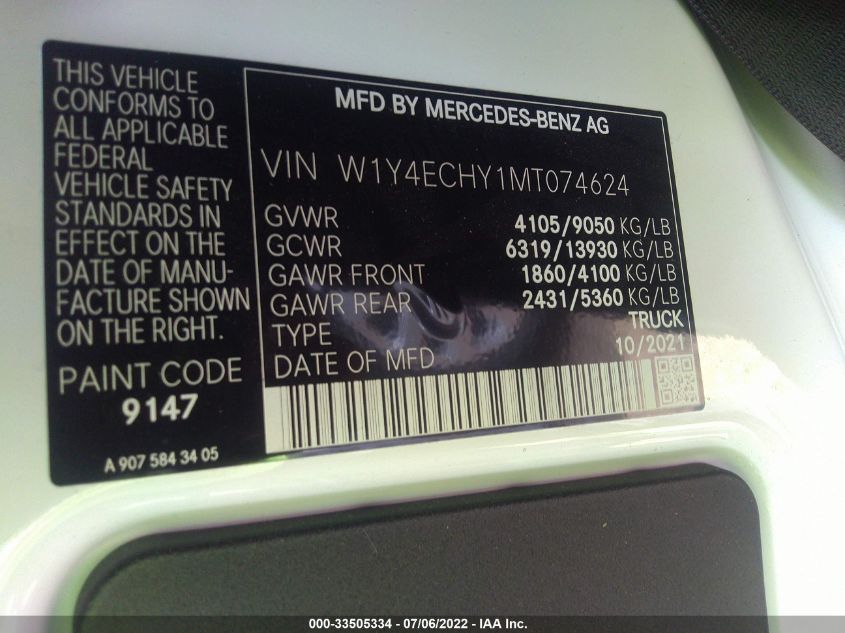 THIS VEHICLE
CONFORMS TO
ALL APPLICABLE
FEDERAL
VEHICLE SAFETY
STANDARDS IN
EFFECT ON THE
DATE OF MANU-
FACTURE SHOWN
ON THE RIGHT.
PAINT CODE
9147
A 907 584 34 05
MFD BY MERCEDES-BENZ AG
VIN W1Y4ECHY1MT074624
GVWR 4105/9050 KG/LB
GCWR 6319/13930 KG/LB
GAWR FRONT 1860/4100 KG/LB
GAWR REAR 2431/5360 KG/LB
TYPE TRUCK
DATE OF MFD 10/2021
000-33505334 - 07/06/2022 - IAA Inc.